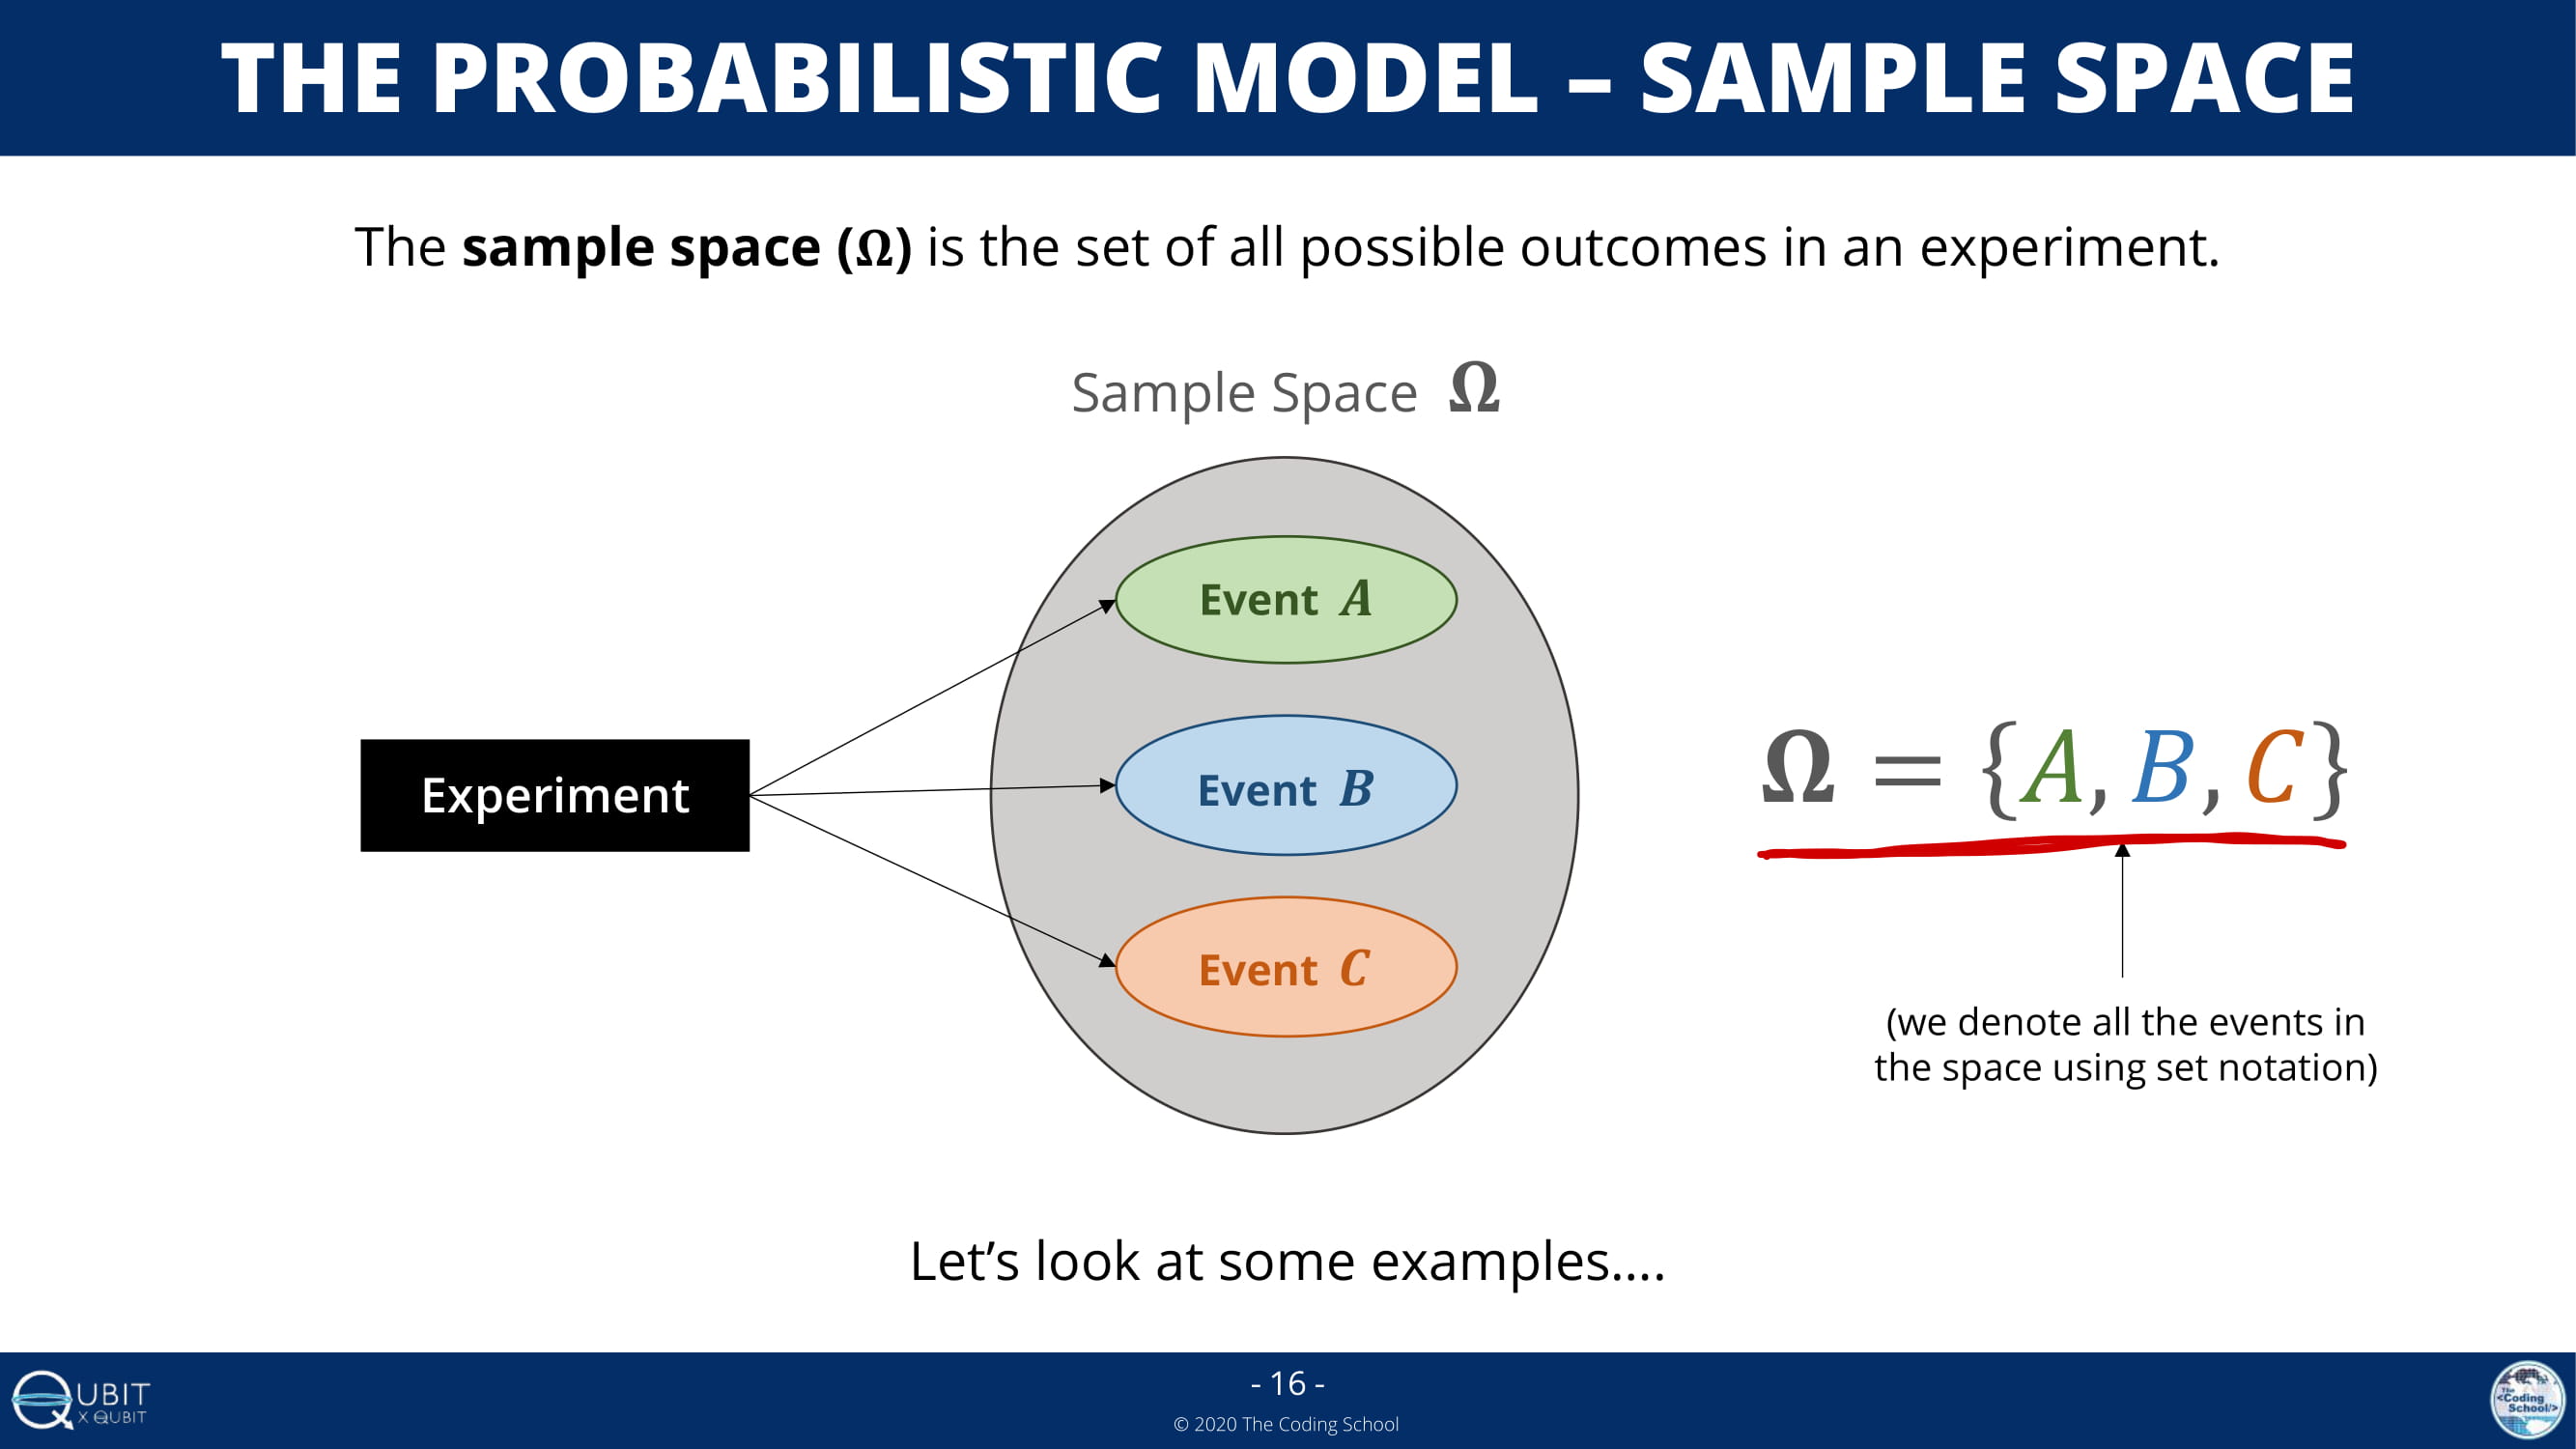 THE PROBABILISTIC MODEL – SAMPLE SPACE
The sample space (Ω) is the set of all possible outcomes in an experiment.
Sample Space Ω
Event A
Experiment
Event B
Event C
Ω = {A, B, C}
(we denote all the events in
the space using set notation)
Let’s look at some examples....
QUBIT
X QUBIT
- 16 -
© 2020 The Coding School
The
<Coding
School/>